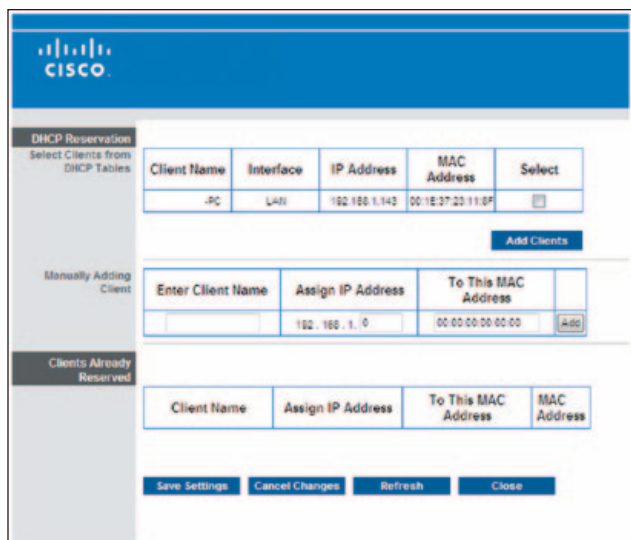 CISCO
DHCP Reservation
Select Clients from
DHCP Tables
Client Name Interface IP Address MAC Address Select
-PC LAN 192.168.1.143 00:1E:37:23:11:8F
Add Clients
Manually Adding
Client
Enter Client Name Assign IP Address To This MAC Address
192 . 168 . 1. 0 00:00:00:00:00:00 Add
Clients Already
Reserved
Client Name Assign IP Address To This MAC Address MAC Address
Save Settings Cancel Changes Refresh Close